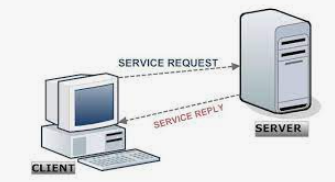 SERVICE REQUEST
SERVICE REPLY
SERVER
CLIENT